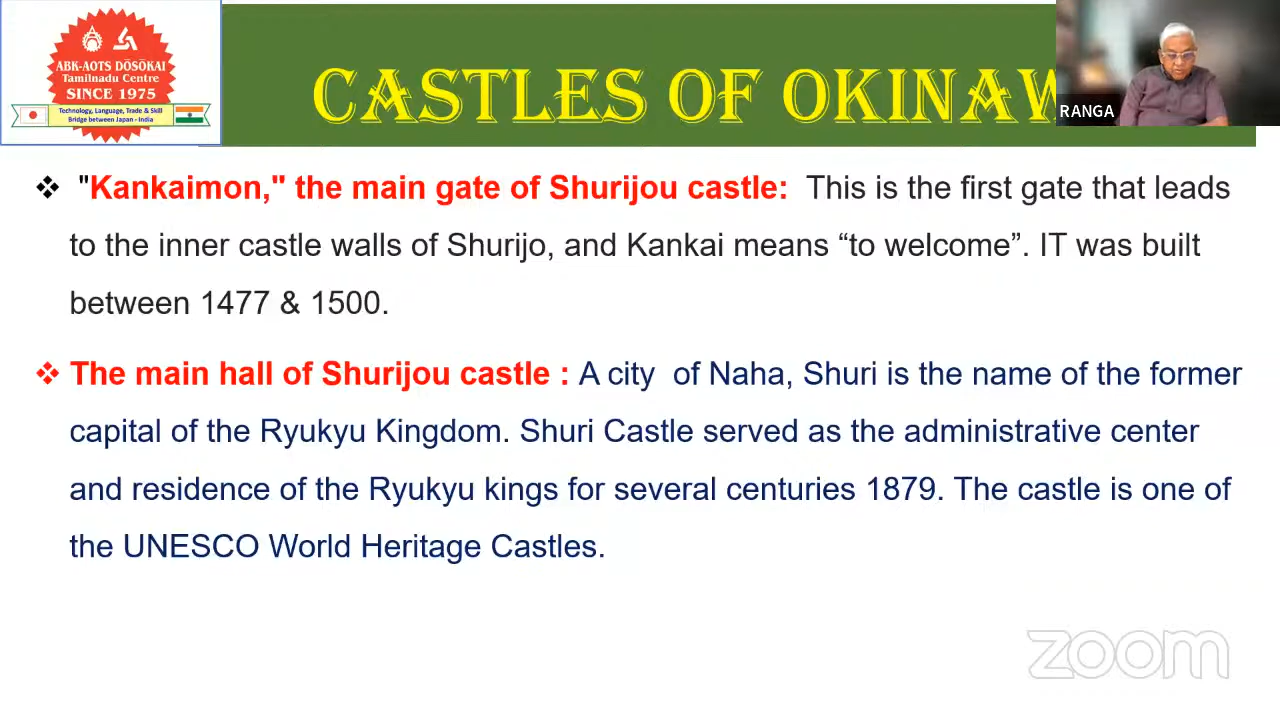 ABK-AOTS DŌSŌKAI
Tamilnadu Centre
SINCE 1975
Technology, Language, Trade & Skill
Bridge between Japan - India
CASTLES OF OKINAW
RANGA
"Kankaimon," the main gate of Shurijou castle: This is the first gate that leads
to the inner castle walls of Shurijo, and Kankai means “to welcome”. IT was built
between 1477 & 1500.
The main hall of Shurijou castle : A city of Naha, Shuri is the name of the former
capital of the Ryukyu Kingdom. Shuri Castle served as the administrative center
and residence of the Ryukyu kings for several centuries 1879. The castle is one of
the UNESCO World Heritage Castles.
zoom